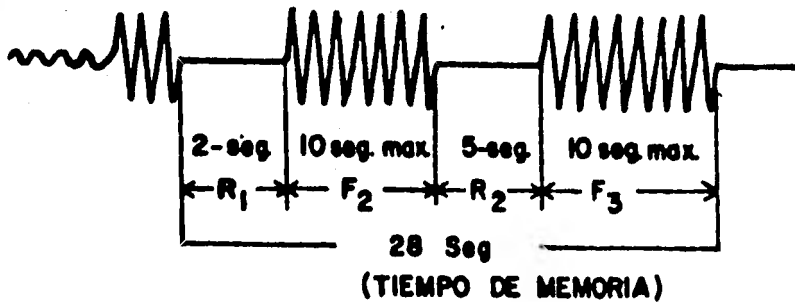 2-seg. 10 seg. max. 5-seg. 10 seg. max.
R₁ F₂ R₂ F₃
28 Seg
(TIEMPO DE MEMORIA)